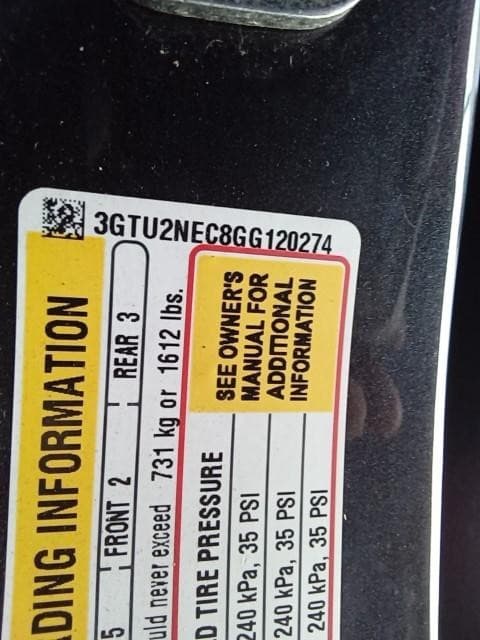 3GTU2NEC8GG120274
DING INFORMATION
5 FRONT 2 REAR 3
uld never exceed 731 kg or 1612 lbs.
D TIRE PRESSURE
SEE OWNER'S
MANUAL FOR
ADDITIONAL
INFORMATION
240 kPa, 35 PSI
240 kPa, 35 PSI
240 kPa, 35 PSI